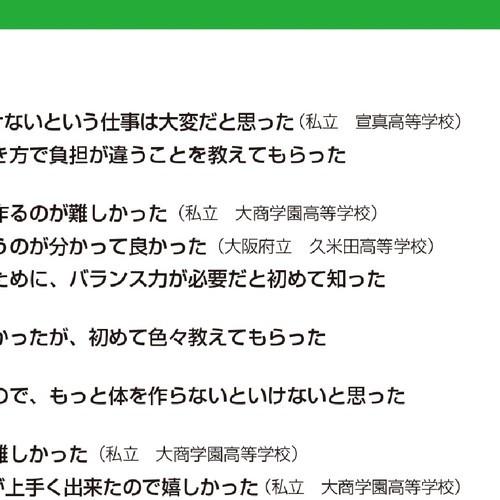 けないという仕事は大変だと思った（私立　宣真高等学校）
き方で負担が違うことを教えてもらった
作るのが難しかった（私立　大商学園高等学校）
うのが分かって良かった（大阪府立　久米田高等学校）
ために、バランス力が必要だと初めて知った
かったが、初めて色々教えてもらった
ので、もっと体を作らないといけないと思った
難しかった（私立　大商学園高等学校）
が上手く出来たので嬉しかった（私立　大商学園高等学校）